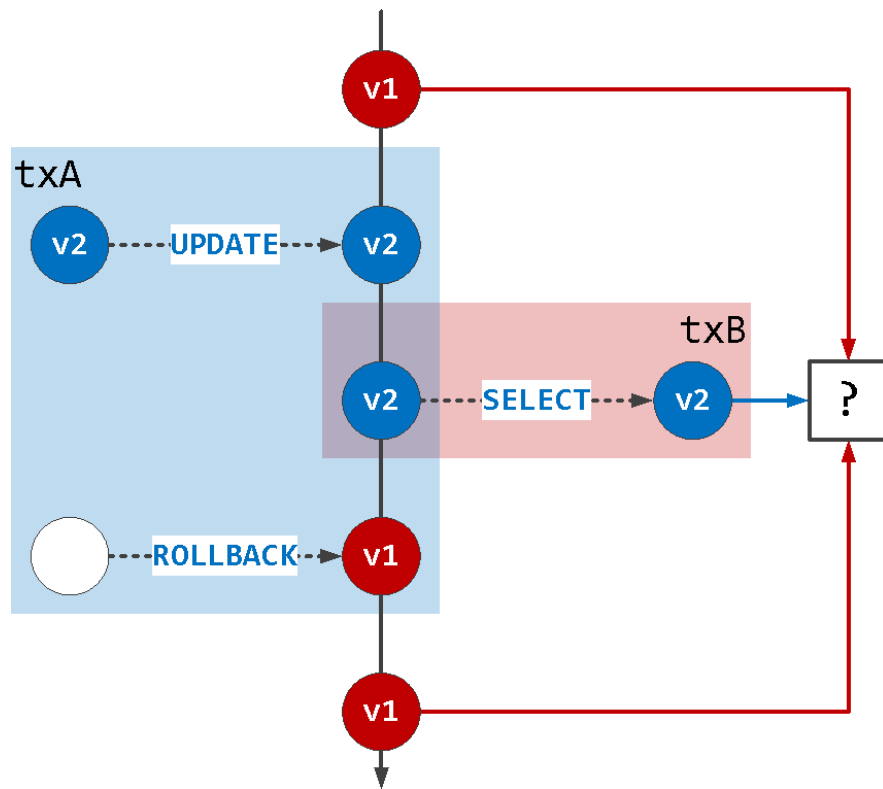 v1
txA
v2
UPDATE
v2
txB
v2
SELECT
v2
?
ROLLBACK
v1
v1